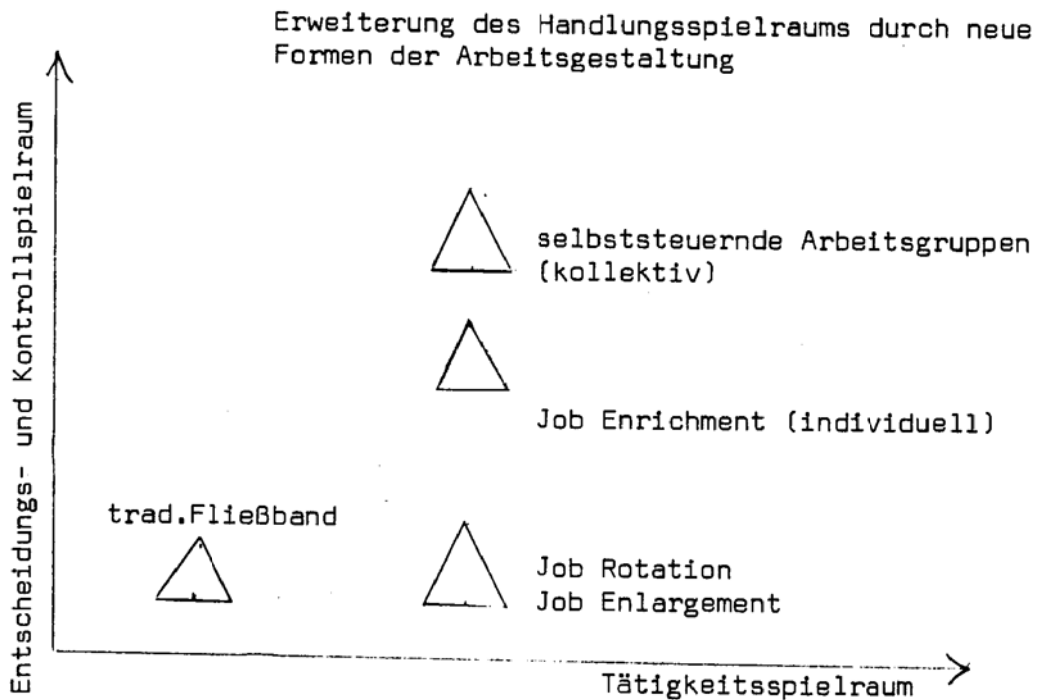 Erweiterung des Handlungsspielraums durch neue
Formen der Arbeitsgestaltung
Entscheidungs- und Kontrollspielraum
selbststeuernde Arbeitsgruppen
(kollektiv)
Job Enrichment (individuell)
trad.Fließband
Job Rotation
Job Enlargement
Tätigkeitsspielraum